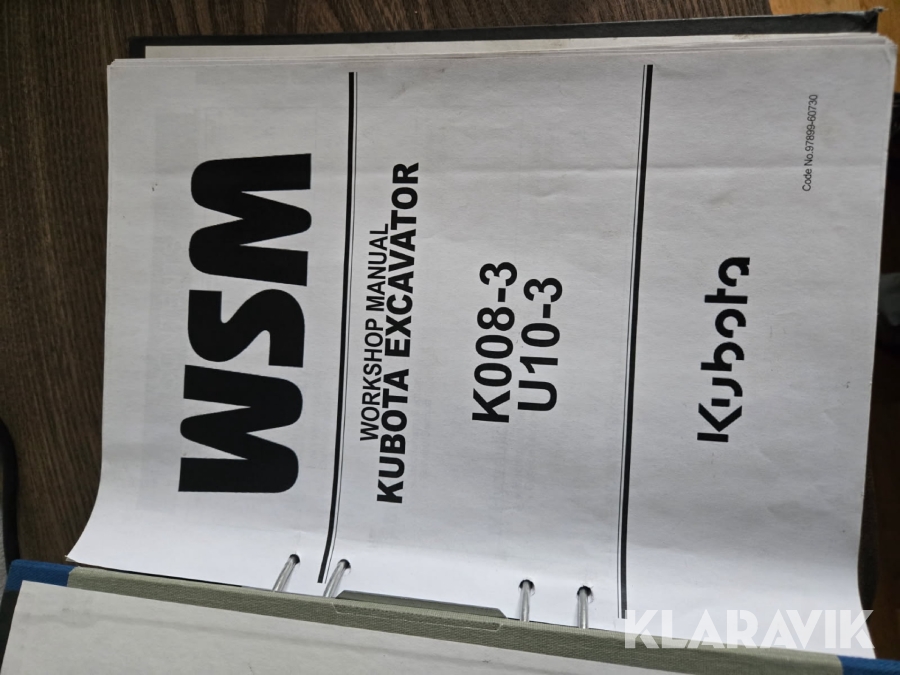 WSM
WORKSHOP MANUAL
KUBOTA EXCAVATOR
K008-3
U10-3
Kubota
Code No.97899-60730
KLARAVIK